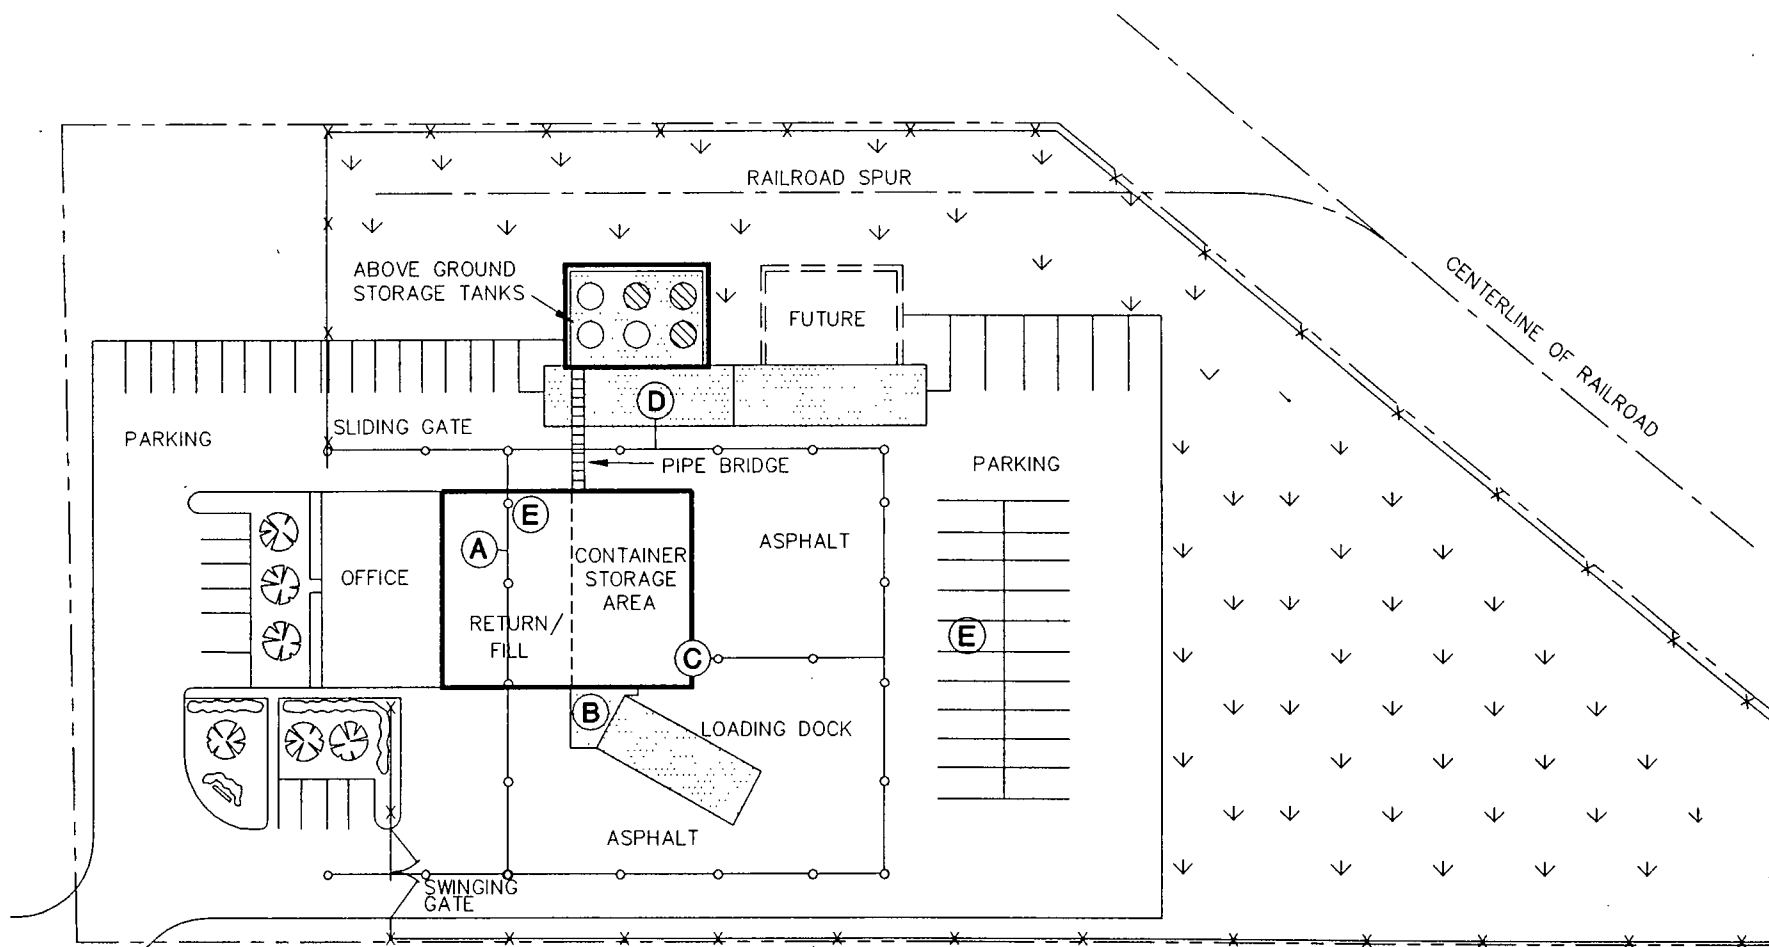 RAILROAD SPUR
ABOVE GROUND
STORAGE TANKS
CENTERLINE OF RAILROAD
FUTURE
D
SLIDING GATE
PARKING
PIPE BRIDGE
PARKING
E
A
CONTAINER
STORAGE
AREA
ASPHALT
OFFICE
RETURN/
FILL
E
C
B
LOADING DOCK
ASPHALT
SWINGING
GATE